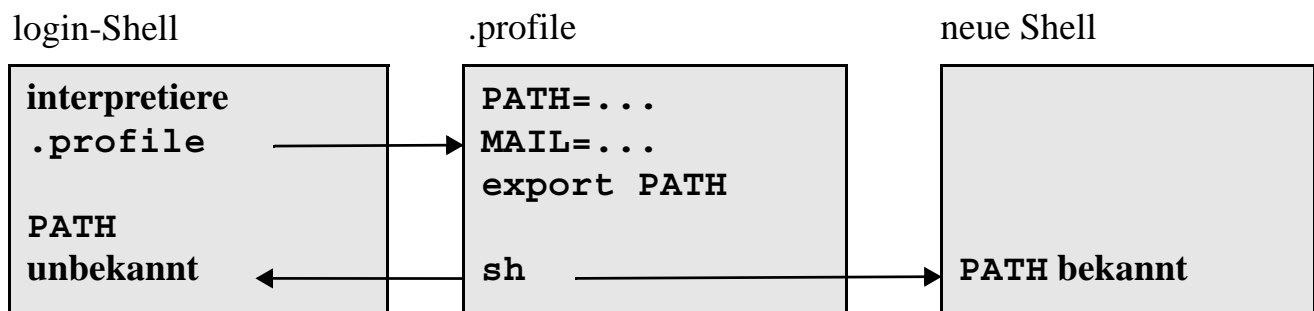 login-Shell
interpretiere
.profile
PATH
unbekannt
.profile
PATH=...
MAIL=...
export PATH
sh
neue Shell
PATH bekannt